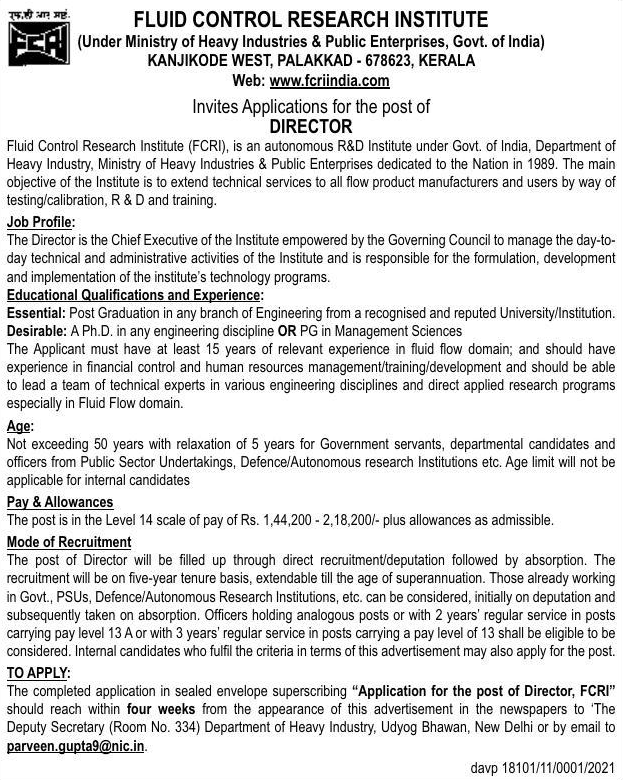 एफ.सी आर आई.
FCRI
FLUID CONTROL RESEARCH INSTITUTE
(Under Ministry of Heavy Industries & Public Enterprises, Govt. of India)
KANJIKODE WEST, PALAKKAD - 678623, KERALA
Web: www.fcriindia.com
Invites Applications for the post of
DIRECTOR
Fluid Control Research Institute (FCRI), is an autonomous R&D Institute under Govt. of India, Department of
Heavy Industry, Ministry of Heavy Industries & Public Enterprises dedicated to the Nation in 1989. The main
objective of the Institute is to extend technical services to all flow product manufacturers and users by way of
testing/calibration, R & D and training.
Job Profile:
The Director is the Chief Executive of the Institute empowered by the Governing Council to manage the day-to-
day technical and administrative activities of the Institute and is responsible for the formulation, development
and implementation of the institute's technology programs.
Educational Qualifications and Experience:
Essential: Post Graduation in any branch of Engineering from a recognised and reputed University/Institution.
Desirable: A Ph.D. in any engineering discipline OR PG in Management Sciences
The Applicant must have at least 15 years of relevant experience in fluid flow domain; and should have
experience in financial control and human resources management/training/development and should be able
to lead a team of technical experts in various engineering disciplines and direct applied research programs
especially in Fluid Flow domain.
Age:
Not exceeding 50 years with relaxation of 5 years for Government servants, departmental candidates and
officers from Public Sector Undertakings, Defence/Autonomous research Institutions etc. Age limit will not be
applicable for internal candidates
Pay & Allowances
The post is in the Level 14 scale of pay of Rs. 1,44,200 - 2,18,200/- plus allowances as admissible.
Mode of Recruitment
The post of Director will be filled up through direct recruitment/deputation followed by absorption. The
recruitment will be on five-year tenure basis, extendable till the age of superannuation. Those already working
in Govt., PSUs, Defence/Autonomous Research Institutions, etc. can be considered, initially on deputation and
subsequently taken on absorption. Officers holding analogous posts or with 2 years' regular service in posts
carrying pay level 13 A or with 3 years' regular service in posts carrying a pay level of 13 shall be eligible to be
considered. Internal candidates who fulfil the criteria in terms of this advertisement may also apply for the post.
TO APPLY:
The completed application in sealed envelope superscribing “Application for the post of Director, FCRI”
should reach within four weeks from the appearance of this advertisement in the newspapers to ‘The
Deputy Secretary (Room No. 334) Department of Heavy Industry, Udyog Bhawan, New Delhi or by email to
parveen.gupta9@nic.in.
davp 18101/11/0001/2021